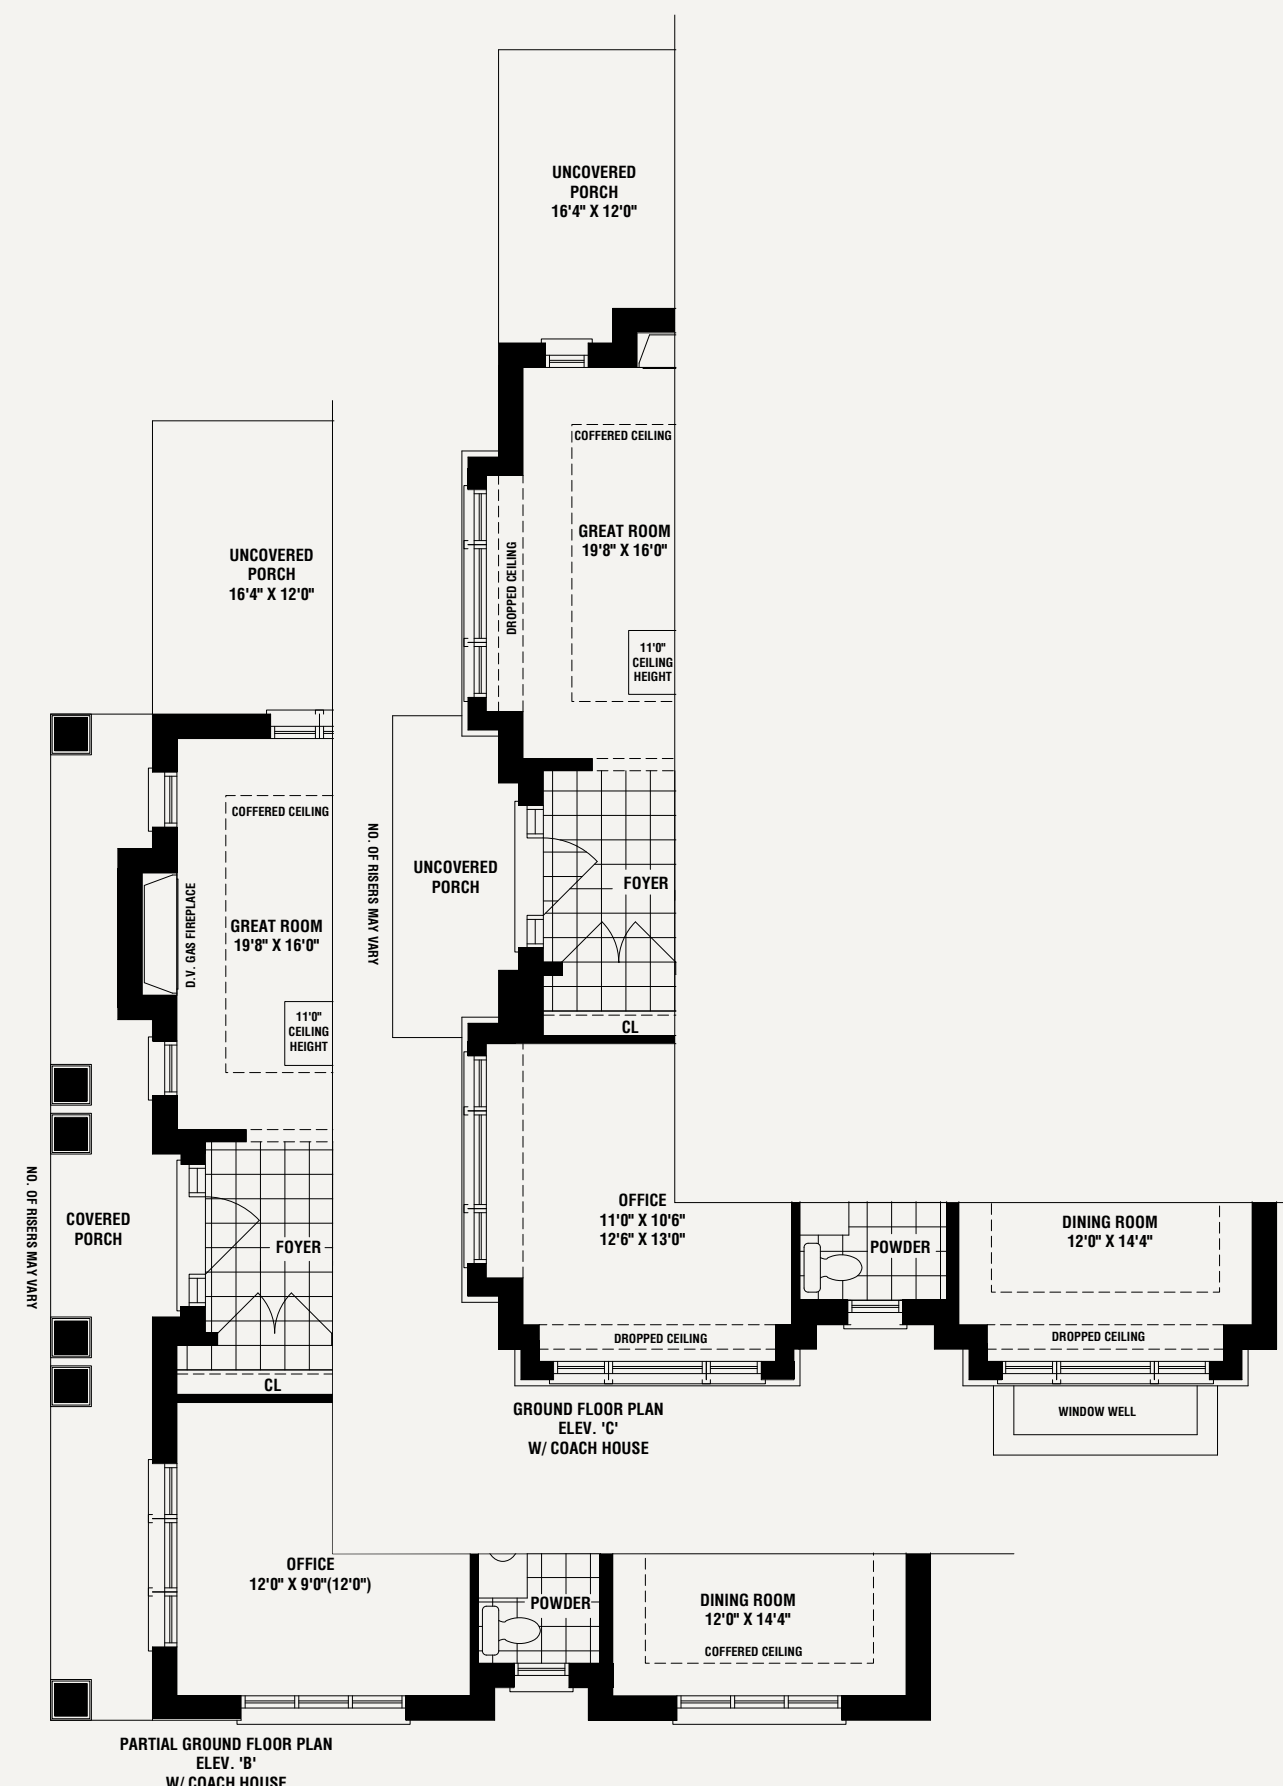 UNCOVERED
PORCH
16'4" X 12'0"
COFFERED CEILING
GREAT ROOM
19'8" X 16'0"
DROPPED CEILING
11'0"
CEILING
HEIGHT
NO. OF RISERS MAY VARY
UNCOVERED
PORCH
FOYER
CL
OFFICE
11'0" X 10'6"
12'6" X 13'0"
POWDER
DINING ROOM
12'0" X 14'4"
DROPPED CEILING
DROPPED CEILING
WINDOW WELL
GROUND FLOOR PLAN
ELEV. 'C'
W/ COACH HOUSE
UNCOVERED
PORCH
16'4" X 12'0"
COFFERED CEILING
D.V. GAS FIREPLACE
GREAT ROOM
19'8" X 16'0"
11'0"
CEILING
HEIGHT
NO. OF RISERS MAY VARY
COVERED
PORCH
FOYER
CL
OFFICE
12'0" X 9'0"(12'0")
POWDER
DINING ROOM
12'0" X 14'4"
COFFERED CEILING
PARTIAL GROUND FLOOR PLAN
ELEV. 'B'
W/ COACH HOUSE